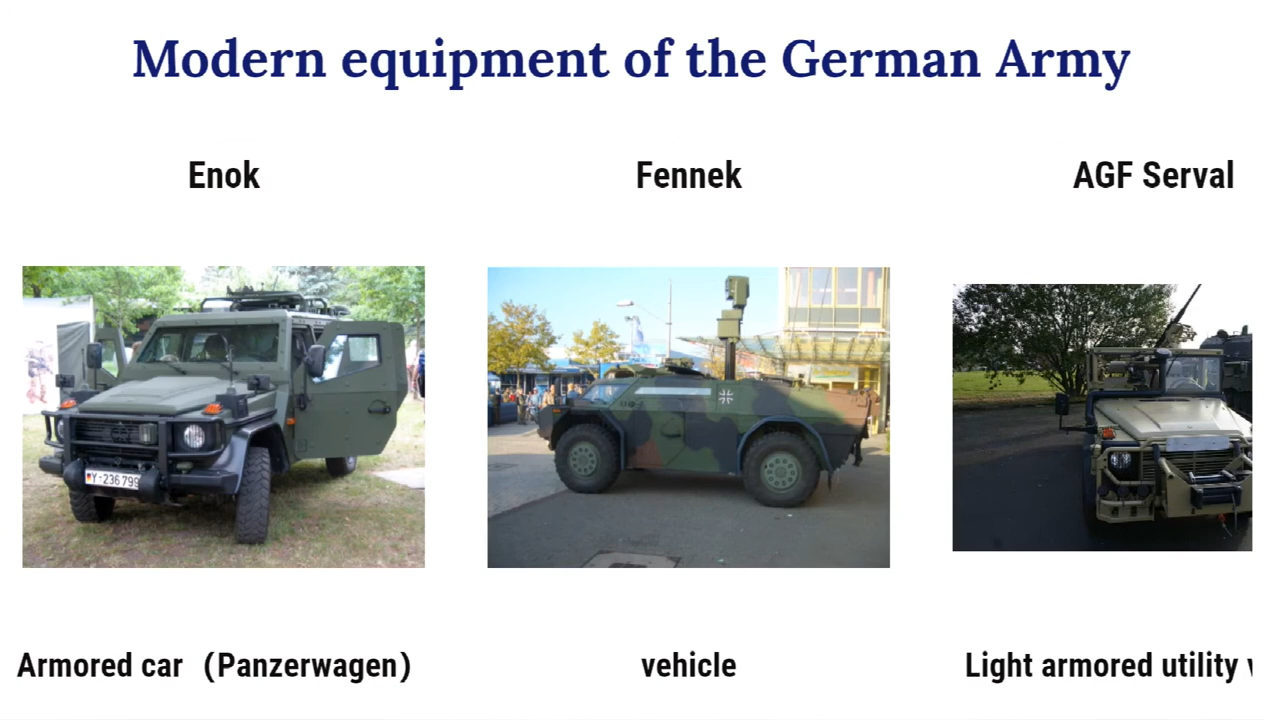 Modern equipment of the German Army
Enok
Fennek
AGF Serval
Y-236 799
Armored car (Panzerwagen)
vehicle
Light armored utility